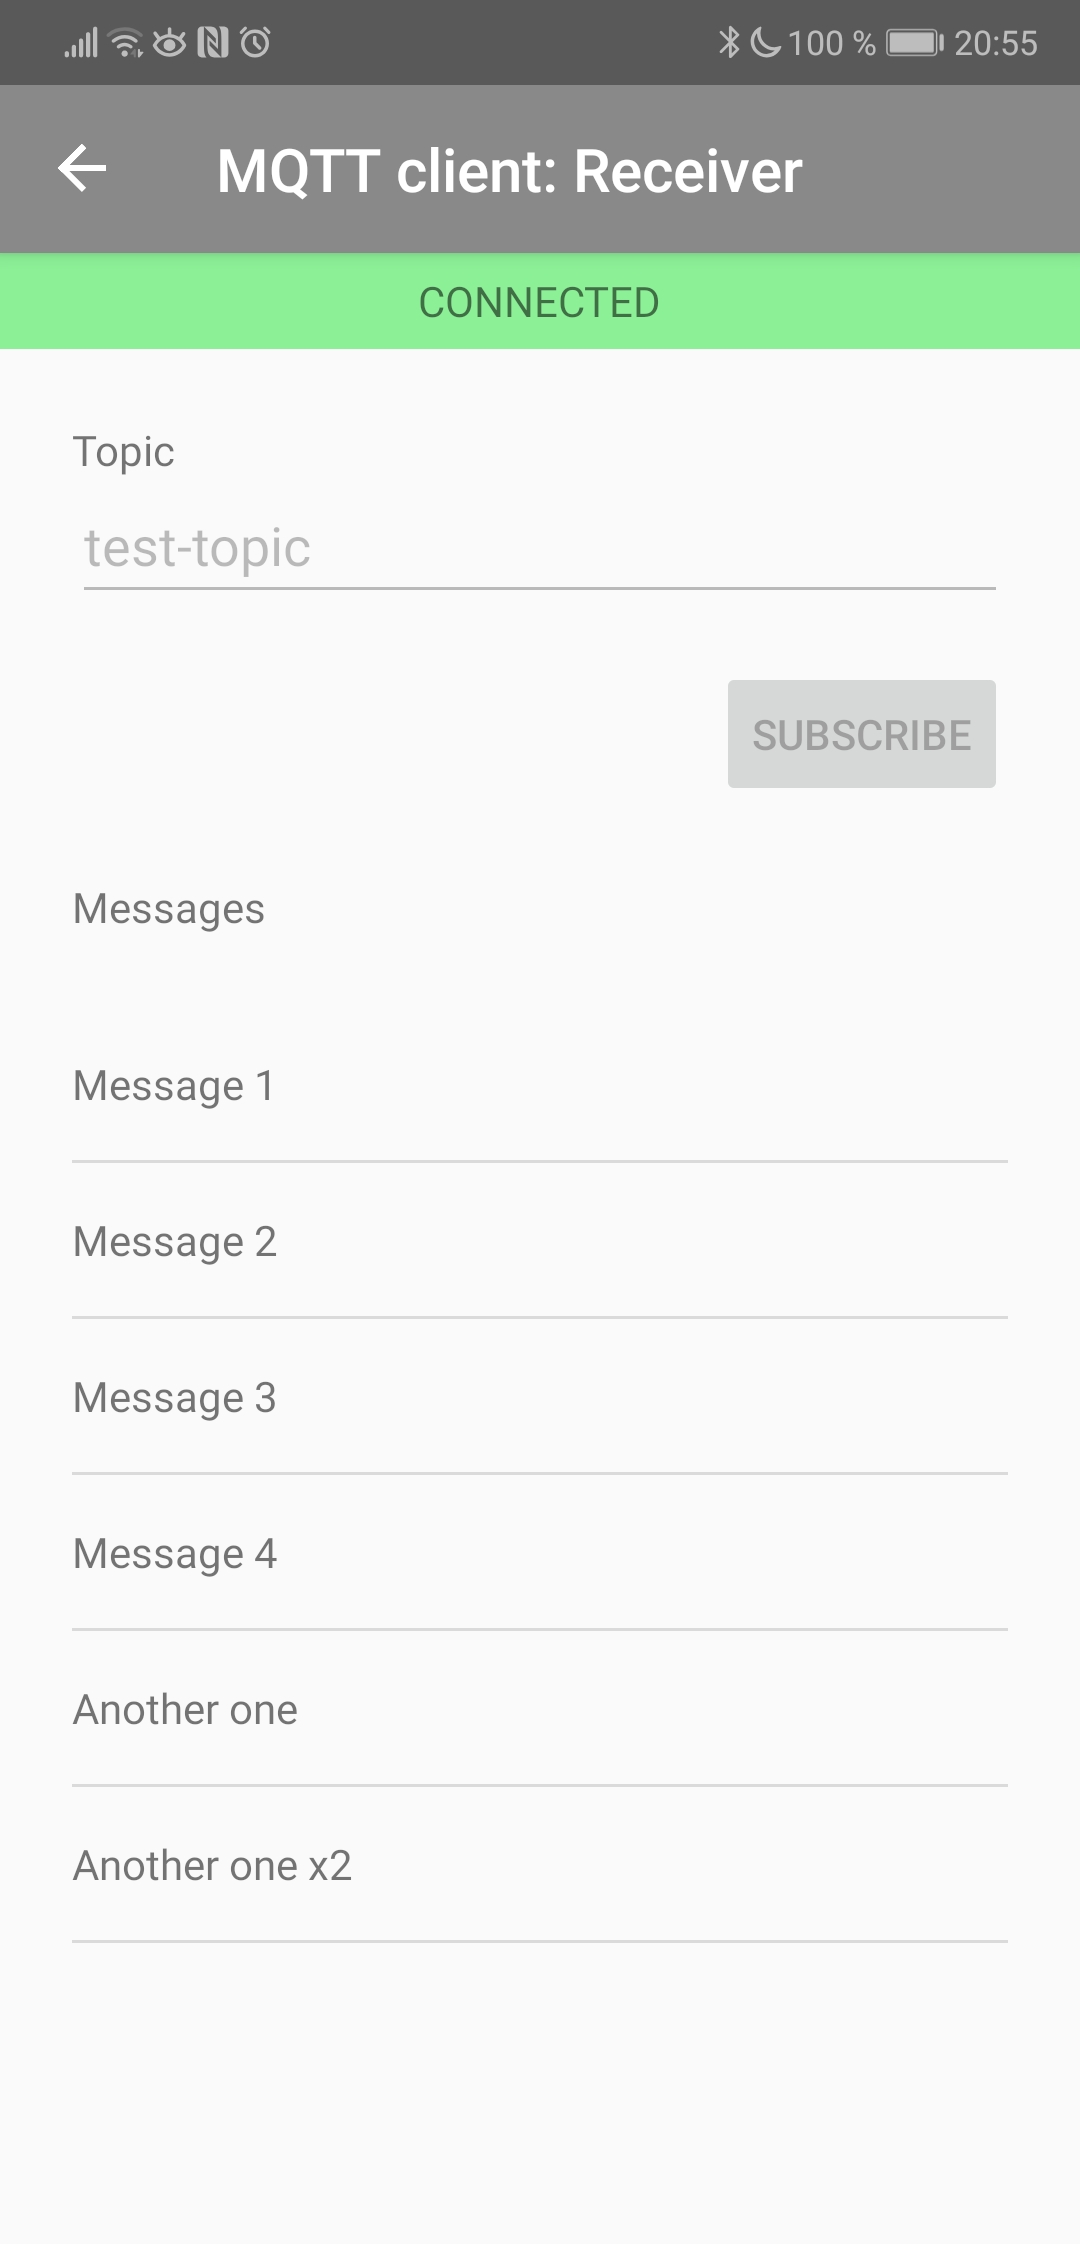 100 % 20:55
MQTT client: Receiver
CONNECTED
Topic
test-topic
SUBSCRIBE
Messages
Message 1
Message 2
Message 3
Message 4
Another one
Another one x2